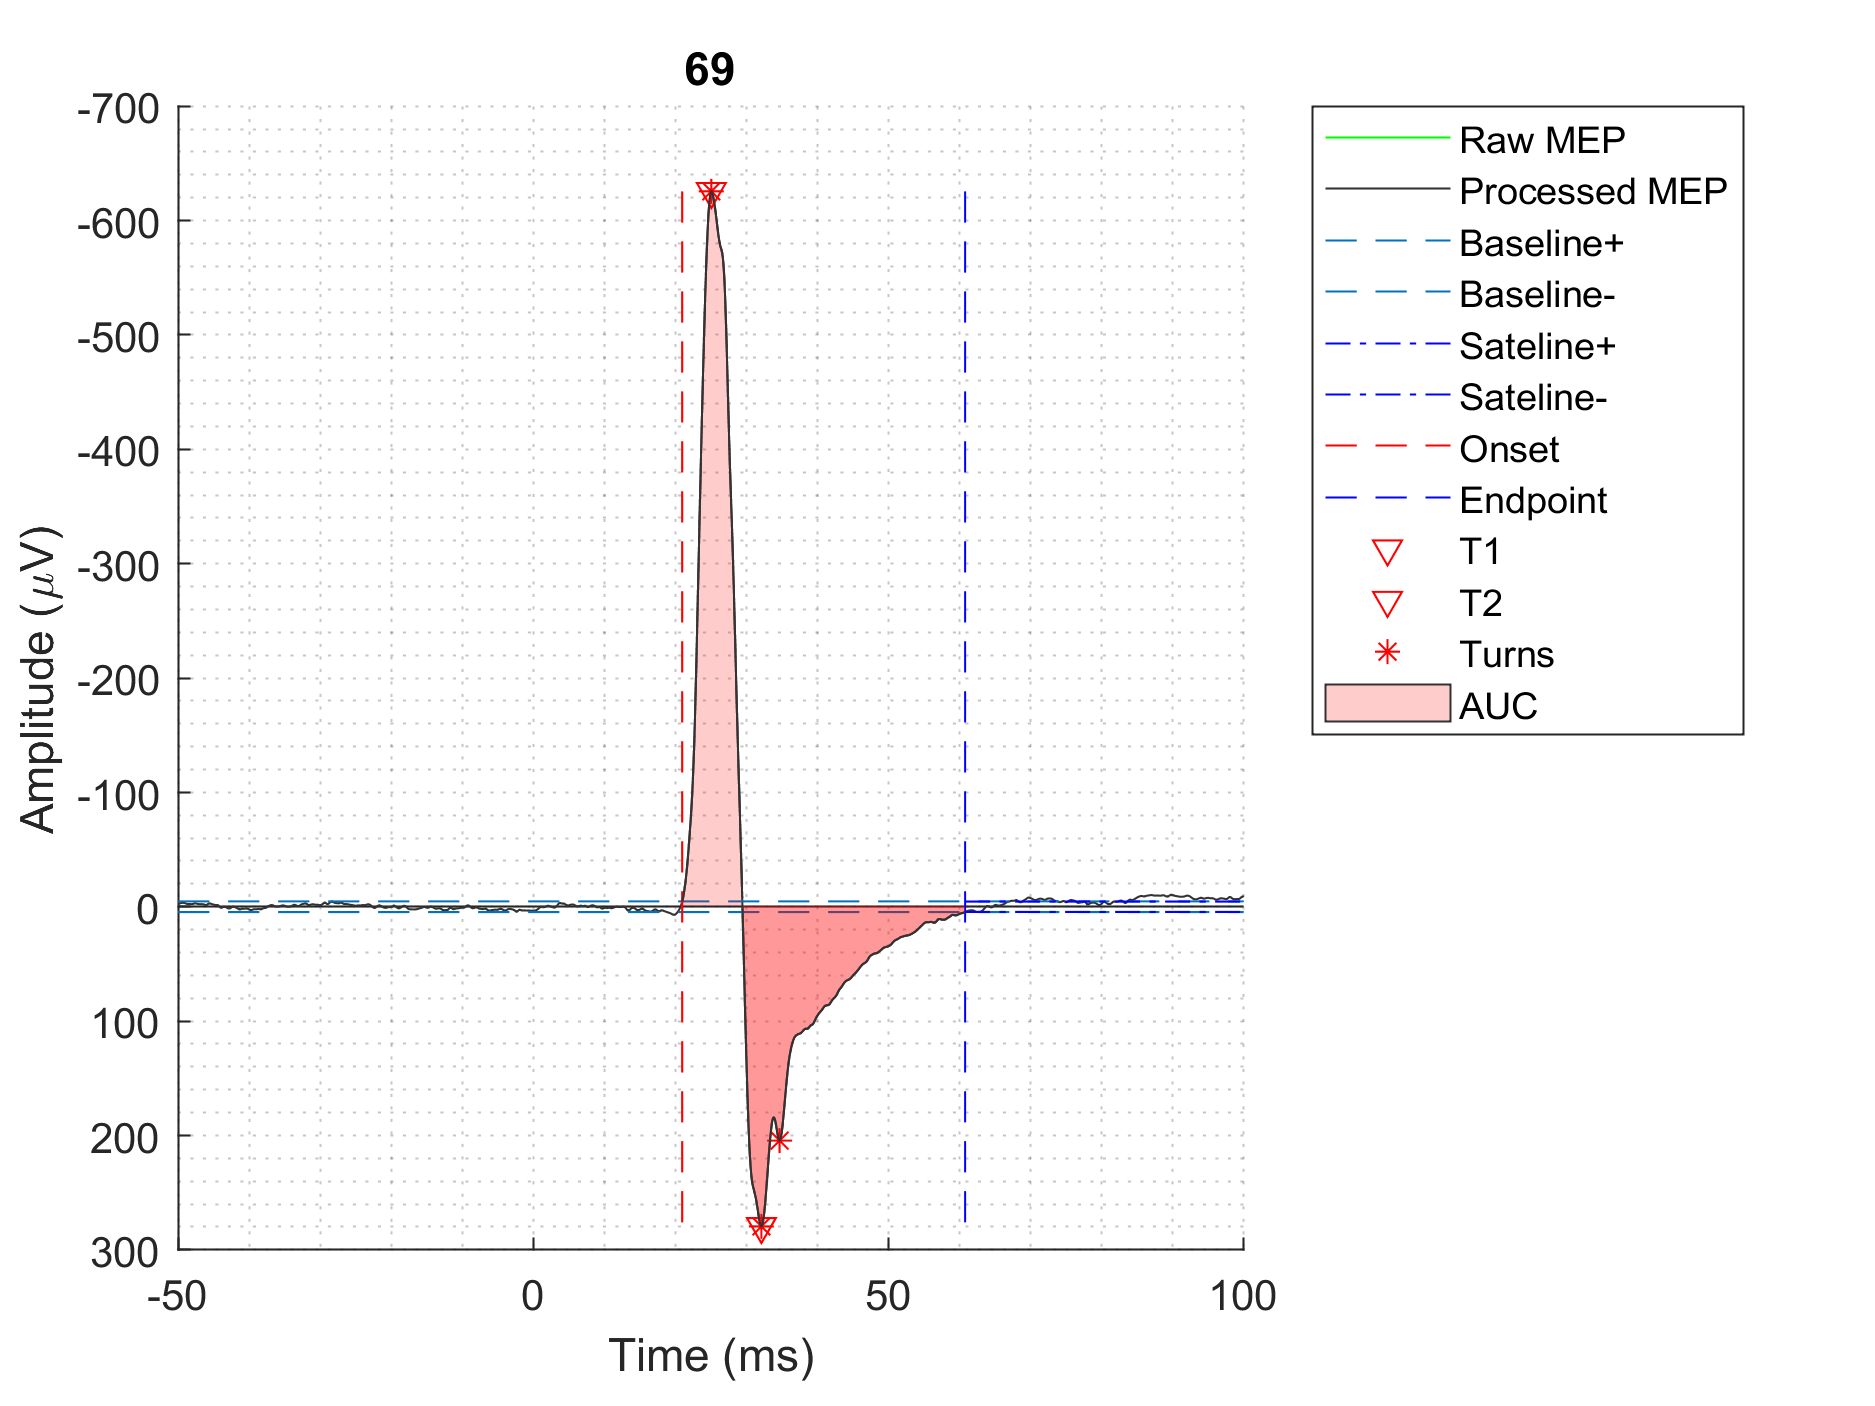 69
-700
-600
-500
-400
-300
-200
-100
0
100
200
300
-50
0
50
100
Time (ms)
Amplitude (μV)
Raw MEP
Processed MEP
Baseline+
Baseline-
Sateline+
Sateline-
Onset
Endpoint
T1
T2
Turns
AUC